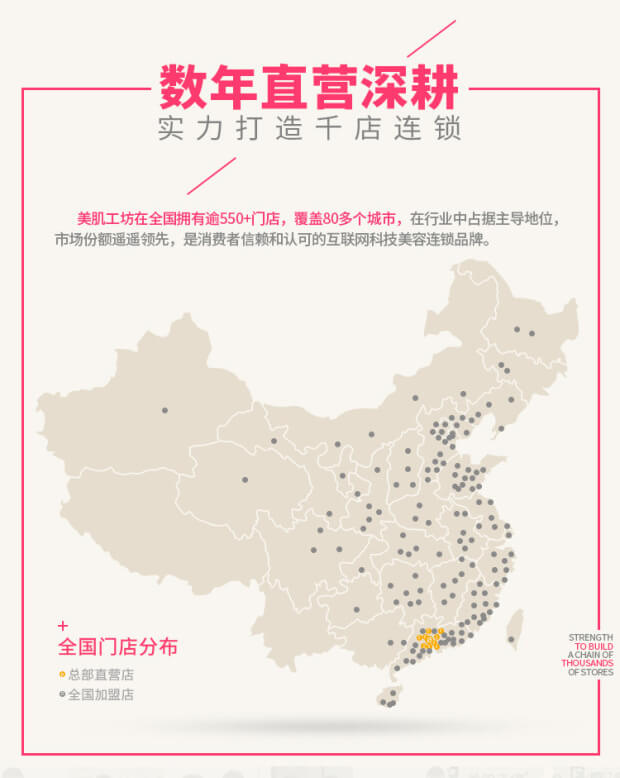 数年直营深耕
实力打造千店连锁
美肌工坊在全国拥有逾550+门店，覆盖80多个城市，在行业中占据主导地位，
市场份额遥遥领先，是消费者信赖和认可的互联网科技美容连锁品牌。
+
全国门店分布
总部直营店
全国加盟店
STRENGTH
TO BUILD
A CHAIN OF
THOUSANDS
OF STORES